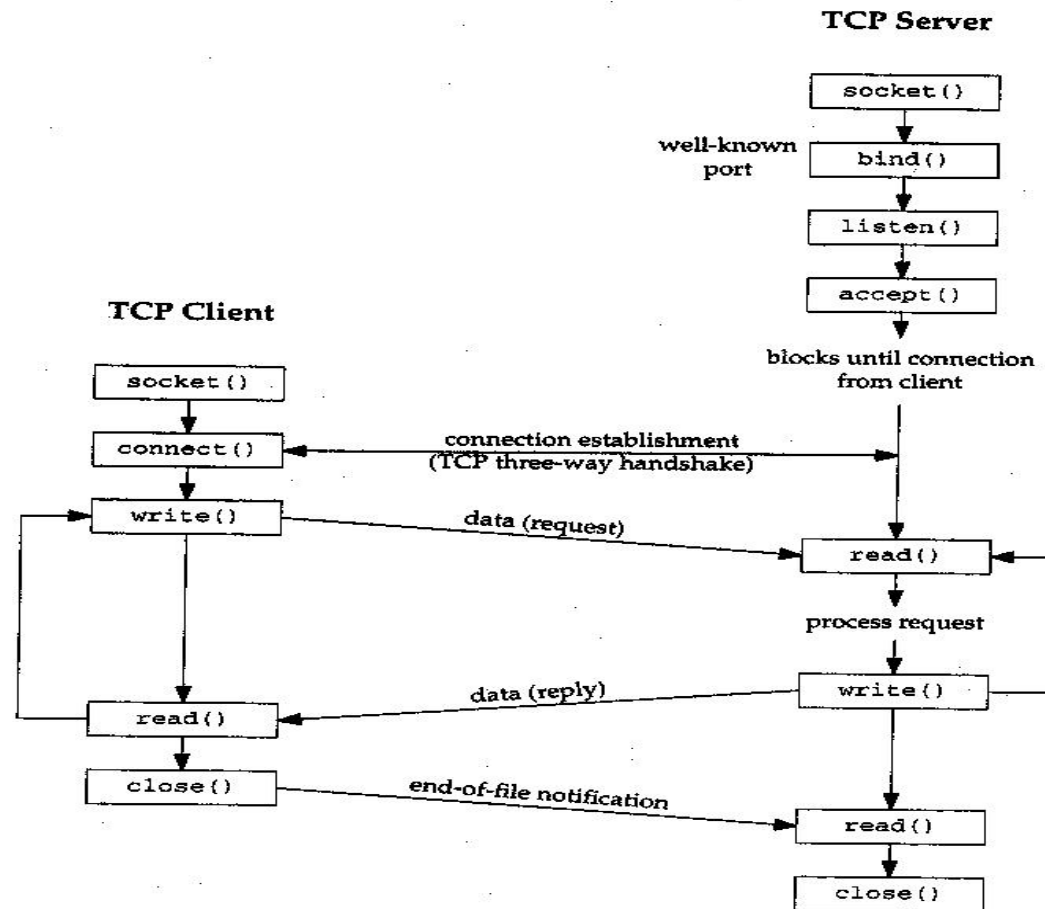 TCP Server
socket()
well-known
port
bind()
listen()
accept()
TCP Client
blocks until connection
from client
socket()
connect()
connection establishment
(TCP three-way handshake)
write()
data (request)
read()
process request
data (reply)
write()
read()
close()
end-of-file notification
read()
close()